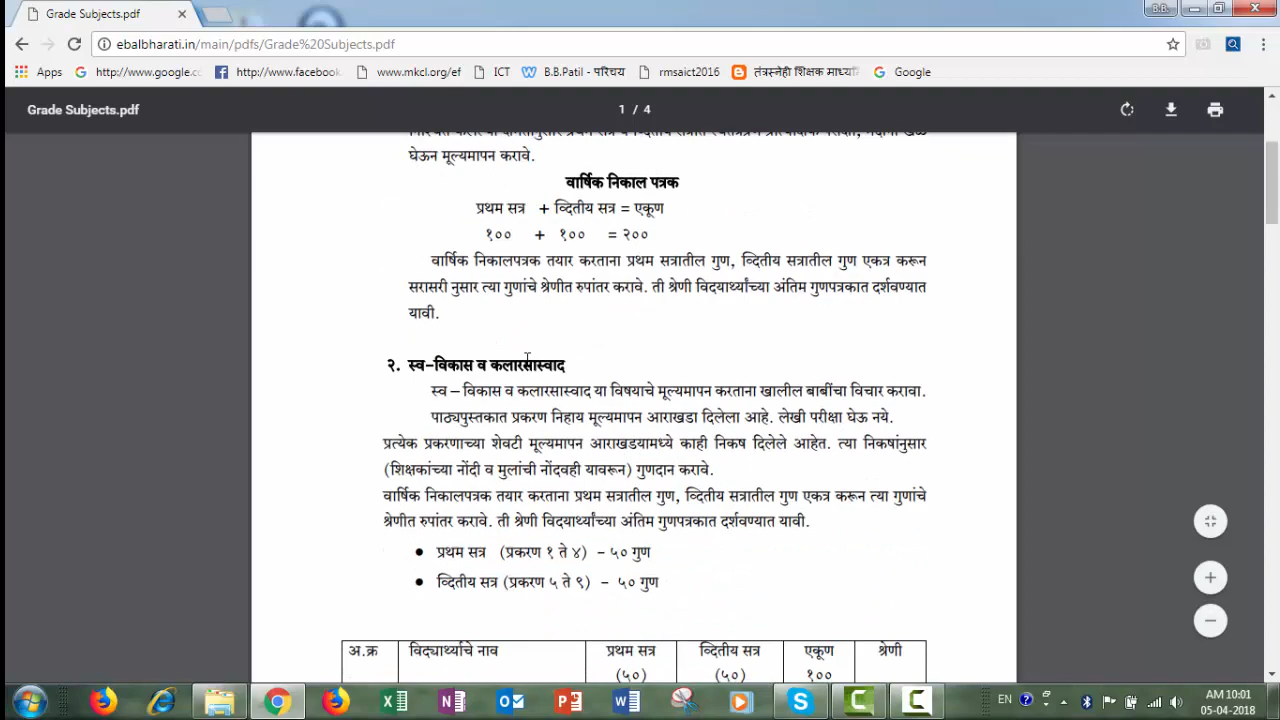 Grade Subjects.pdf
B.B.
ebalbharati.in/main/pdfs/Grade%20Subjects.pdf
Apps http://www.google.co http://www.facebook www.mkcl.org/ef ICT B.B.Patil - परिचय rmsaict2018 तंत्रस्नेही शिक्षक माध्यमि Google
Grade Subjects.pdf 1 / 4
घेऊन मूल्यमापन करावे.
वार्षिक निकाल पत्रक
प्रथम सत्र + व्दितीय सत्र = एकूण
१०० + १०० = २००
वार्षिक निकालपत्रक तयार करताना प्रथम सत्रातील गुण, व्दितीय सत्रातील गुण एकत्र करून
सरासरी नुसार त्या गुणांचे श्रेणीत रुपांतर करावे. ती श्रेणी विदयार्थ्यांच्या अंतिम गुणपत्रकात दर्शवण्यात
यावी.
२. स्व-विकास व कलारसास्वाद
स्व – विकास व कलारसास्वाद या विषयाचे मूल्यमापन करताना खालील बाबींचा विचार करावा.
पाठ्यपुस्तकात प्रकरण निहाय मूल्यमापन आराखडा दिलेला आहे. लेखी परीक्षा घेऊ नये.
प्रत्येक प्रकरणाच्या शेवटी मूल्यमापन आराखडयामध्ये काही निकष दिलेले आहेत. त्या निकषांनुसार
(शिक्षकांच्या नोंदी व मुलांची नोंदवही यावरून) गुणदान करावे.
वार्षिक निकालपत्रक तयार करताना प्रथम सत्रातील गुण, व्दितीय सत्रातील गुण एकत्र करून त्या गुणांचे
श्रेणीत रुपांतर करावे. ती श्रेणी विदयार्थ्यांच्या अंतिम गुणपत्रकात दर्शवण्यात यावी.
● प्रथम सत्र (प्रकरण १ ते ४) – ५० गुण
● व्दितीय सत्र (प्रकरण ५ ते ९) – ५० गुण
अ.क्र विद्यार्थ्याचे नाव प्रथम सत्र व्दितीय सत्र एकूण श्रेणी
(५०) (५०) १००
EN AM 10:01
05-04-2018